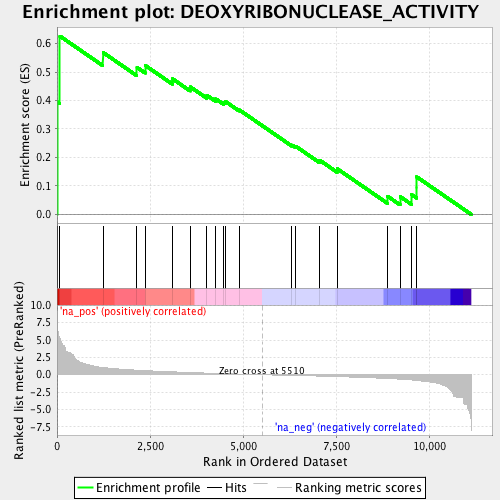 Enrichment plot: DEOXYRIBONUCLEASE_ACTIVITY
Enrichment score (ES)
0.6
0.5
0.4
0.3
0.2
0.1
0.0
Ranked list metric (PreRanked)
10.0
7.5
5.0
2.5
0.0
-2.5
-5.0
-7.5
'na_pos' (positively correlated)
Zero cross at 5510
'na_neg' (negatively correlated)
0
2,500
5,000
7,500
10,000
Rank in Ordered Dataset
Enrichment profile
Hits
Ranking metric scores